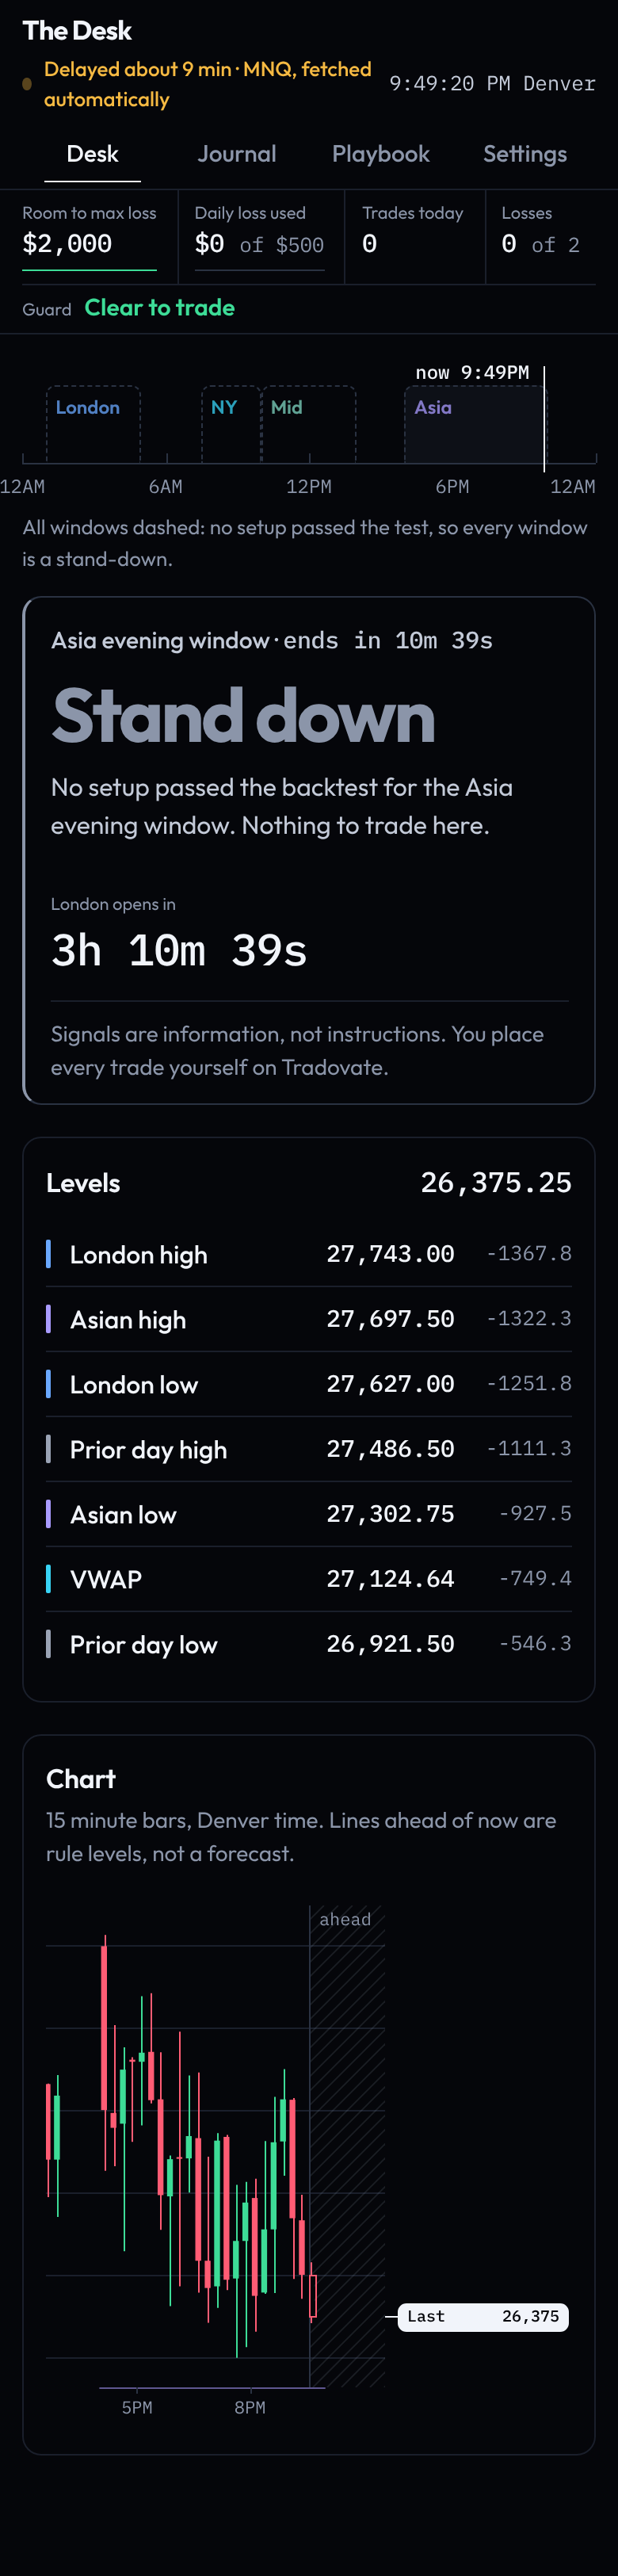 The Desk
Delayed about 9 min · MNQ, fetched
automatically
9:49:20 PM Denver
Desk Journal Playbook Settings
Room to max loss Daily loss used Trades today Losses
$2,000 $0 of $500 0 0 of 2
Guard Clear to trade
now 9:49PM
London NY Mid Asia
12AM 6AM 12PM 6PM 12AM
All windows dashed: no setup passed the test, so every window
is a stand-down.
Asia evening window · ends in 10m 39s
Stand down
No setup passed the backtest for the Asia
evening window. Nothing to trade here.
London opens in
3h 10m 39s
Signals are information, not instructions. You place
every trade yourself on Tradovate.
Levels 26,375.25
London high 27,743.00 -1367.8
Asian high 27,697.50 -1322.3
London low 27,627.00 -1251.8
Prior day high 27,486.50 -1111.3
Asian low 27,302.75 -927.5
VWAP 27,124.64 -749.4
Prior day low 26,921.50 -546.3
Chart
15 minute bars, Denver time. Lines ahead of now are
rule levels, not a forecast.
ahead
Last 26,375
5PM 8PM